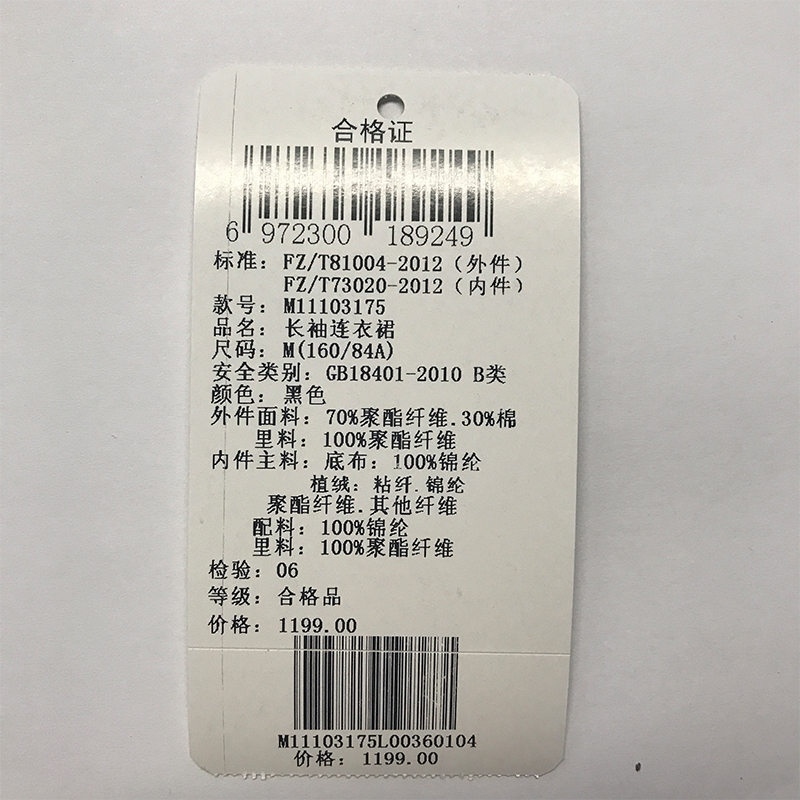 合格证
6 972300 189249
标准: FZ/T81004-2012(外件)
FZ/T73020-2012(内件)
款号: M11103175
品名: 长袖连衣裙
尺码: M(160/84A)
安全类别: GB18401-2010 B类
颜色: 黑色
外件面料: 70%聚酯纤维.30%棉
里料: 100%聚酯纤维
内件主料: 底布: 100%锦纶
植绒: 粘纤.锦纶
聚酯纤维.其他纤维
配料: 100%锦纶
里料: 100%聚酯纤维
检验: 06
等级: 合格品
价格: 1199.00
M11103175L00360104
价格: 1199.00